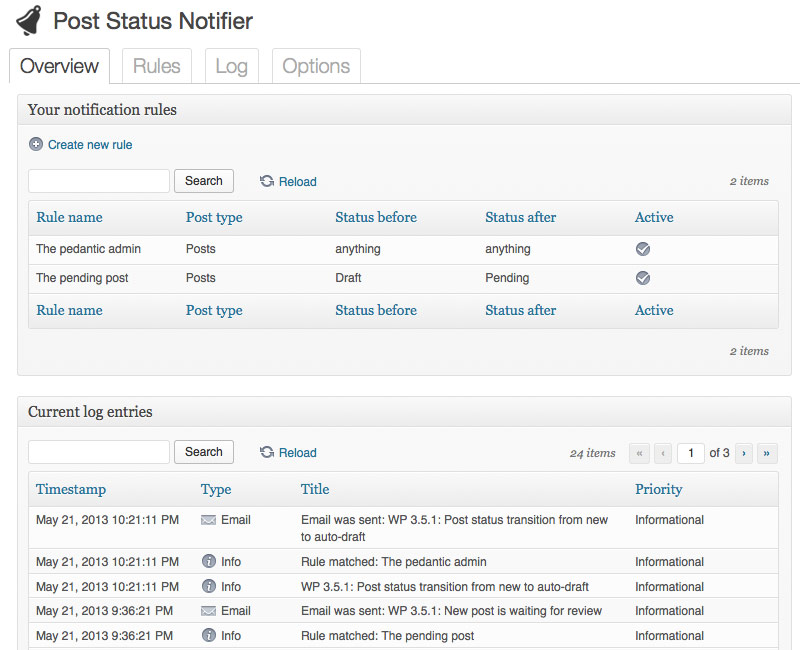 Post Status Notifier
Overview Rules Log Options
Your notification rules
Create new rule
Search Reload 2 items
Rule name Post type Status before Status after Active
The pedantic admin Posts anything anything
The pending post Posts Draft Pending
Rule name Post type Status before Status after Active
2 items
Current log entries
Search Reload 24 items « ‹ 1 of 3 › »
Timestamp Type Title Priority
May 21, 2013 10:21:11 PM Email Email was sent: WP 3.5.1: Post status transition from new Informational
to auto-draft
May 21, 2013 10:21:11 PM Info Rule matched: The pedantic admin Informational
May 21, 2013 10:21:11 PM Info WP 3.5.1: Post status transition from new to auto-draft Informational
May 21, 2013 9:36:21 PM Email Email was sent: WP 3.5.1: New post is waiting for review Informational
May 21, 2013 9:36:21 PM Info Rule matched: The pending post Informational